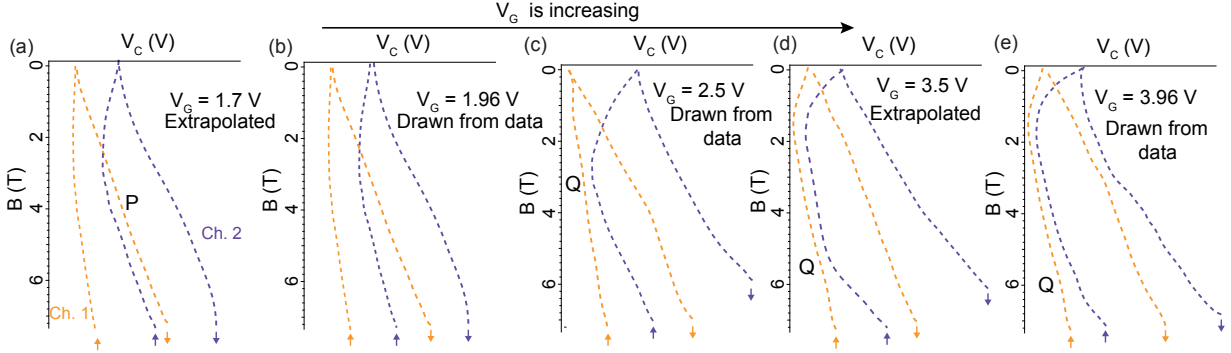 V_G is increasing
(a)
V_C (V)
0
2
4
6
B (T)
V_G = 1.7 V
Extrapolated
P
Ch. 2
Ch. 1
(b)
V_C (V)
0
2
4
6
B (T)
V_G = 1.96 V
Drawn from data
(c)
V_C (V)
0
2
4
6
B (T)
V_G = 2.5 V
Drawn from
data
Q
(d)
V_C (V)
0
2
4
6
B (T)
V_G = 3.5 V
Extrapolated
Q
(e)
V_C (V)
0
2
4
6
B (T)
V_G = 3.96 V
Drawn from
data
Q